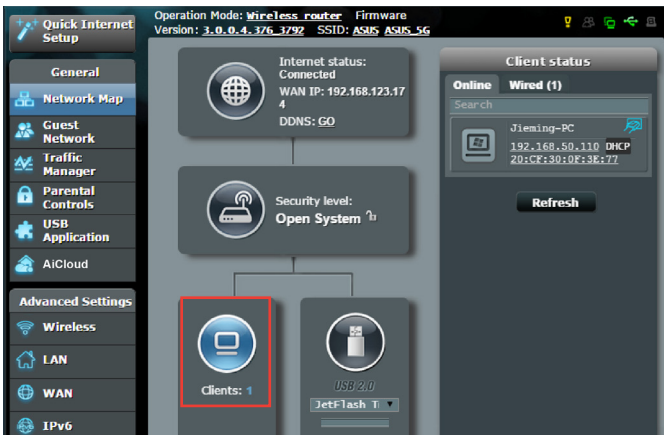 Quick Internet
Setup
Operation Mode: Wireless router Firmware
Version: 3.0.0.4.376_3792 SSID: ASUS ASUS_5G
General
Network Map
Guest
Network
Traffic
Manager
Parental
Controls
USB
Application
AiCloud
Advanced Settings
Wireless
LAN
WAN
IPv6
Internet status:
Connected
WAN IP: 192.168.123.17
4
DDNS: GO
Security level:
Open System
Clients: 1
USB 2.0
JetFlash T
Client status
Online Wired (1)
Search
Jieming-PC
192.168.50.110 DHCP
20:CF:30:0F:3E:77
Refresh